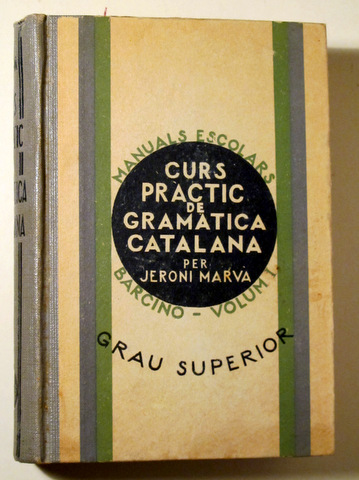 MANUALS ESCOLARS
CURS
PRACTIC
DE
GRAMATICA
CATALANA
PER
JERONI MARVA
BARCINO - VOLUM I
GRAU SUPERIOR